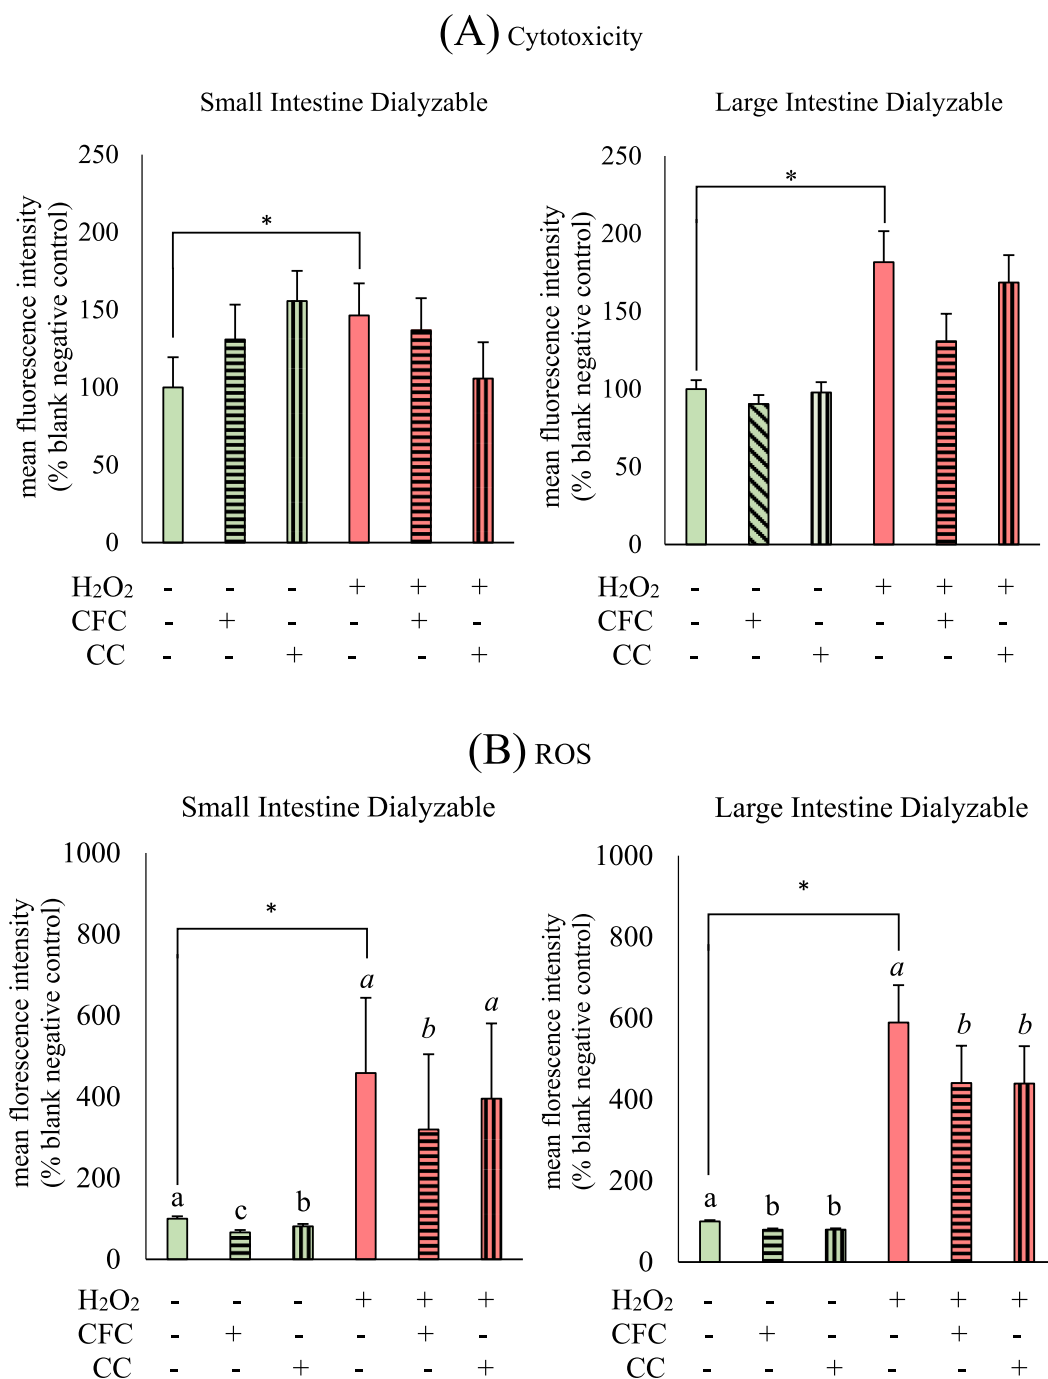 (A) Cytotoxicity
Small Intestine Dialyzable
mean fluorescence intensity
(% blank negative control)
250
200
150
100
50
0
*
H₂O₂ - - - + + +
CFC - + - - + -
CC - - + - - +
Large Intestine Dialyzable
mean fluorescence intensity
(% blank negative control)
250
200
150
100
50
0
*
H₂O₂ - - - + + +
CFC - + - - + -
CC - - + - - +
(B) ROS
Small Intestine Dialyzable
mean florescence intensity
(% blank negative control)
1000
800
600
400
200
0
*
a c b a b a
H₂O₂ - - - + + +
CFC - + - - + -
CC - - + - - +
Large Intestine Dialyzable
mean florescence intensity
(% blank negative control)
1000
800
600
400
200
0
*
a b b a b b
H₂O₂ - - - + + +
CFC - + - - + -
CC - - + - - +